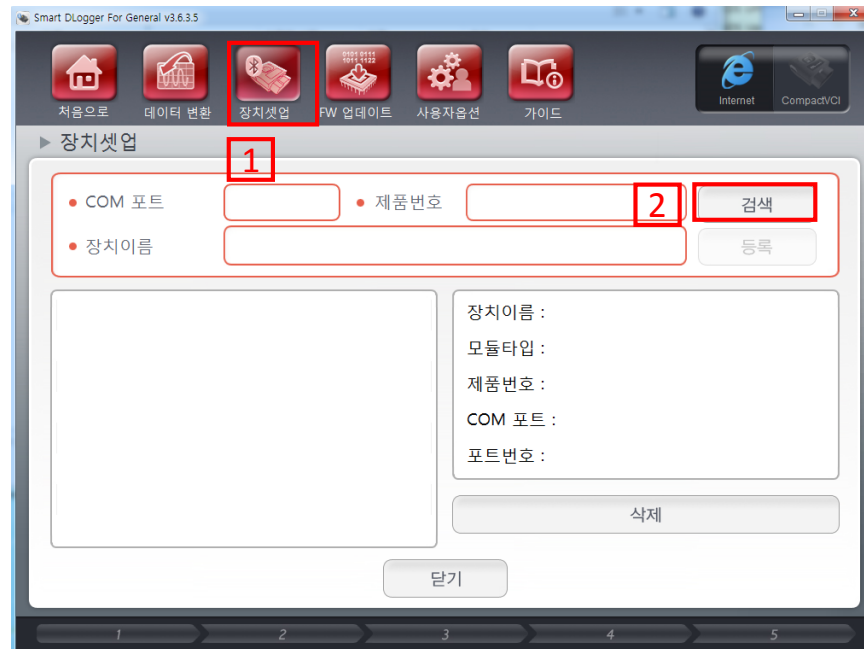 Smart DLogger For General v3.6.3.5
0101 0111
1011 1122
처음으로 데이터 변환 장치셋업 FW 업데이트 사용자옵션 가이드 Internet CompactVCI
장치셋업
1
COM 포트 제품번호 2 검색
장치이름 등록
장치이름 :
모듈타입 :
제품번호 :
COM 포트 :
포트번호 :
삭제
닫기
1 2 3 4 5